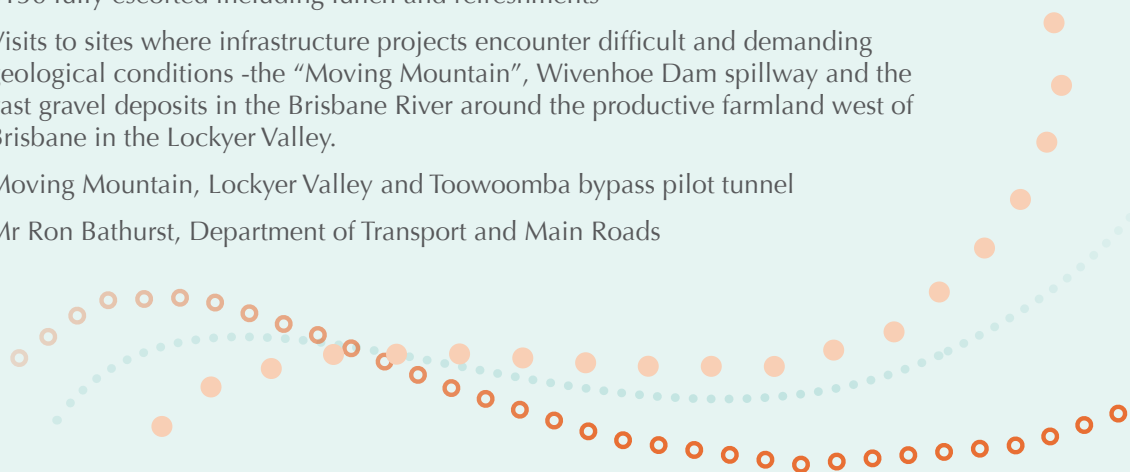 fully escorted including lunch and refreshments
Visits to sites where infrastructure projects encounter difficult and demanding
geological conditions -the “Moving Mountain”, Wivenhoe Dam spillway and the
vast gravel deposits in the Brisbane River around the productive farmland west of
Brisbane in the Lockyer Valley.
Moving Mountain, Lockyer Valley and Toowoomba bypass pilot tunnel
Mr Ron Bathurst, Department of Transport and Main Roads